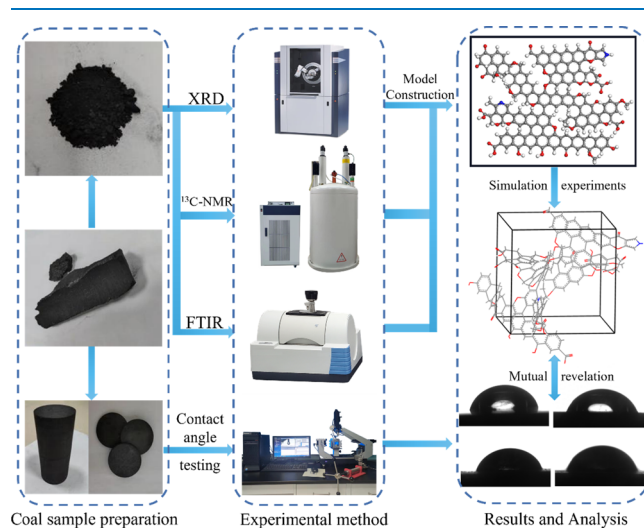 XRD
Model
Construction
¹³C-NMR
Simulation experiments
FTIR
Mutual revelation
Contact
angle
testing
Coal sample preparation
Experimental method
Results and Analysis